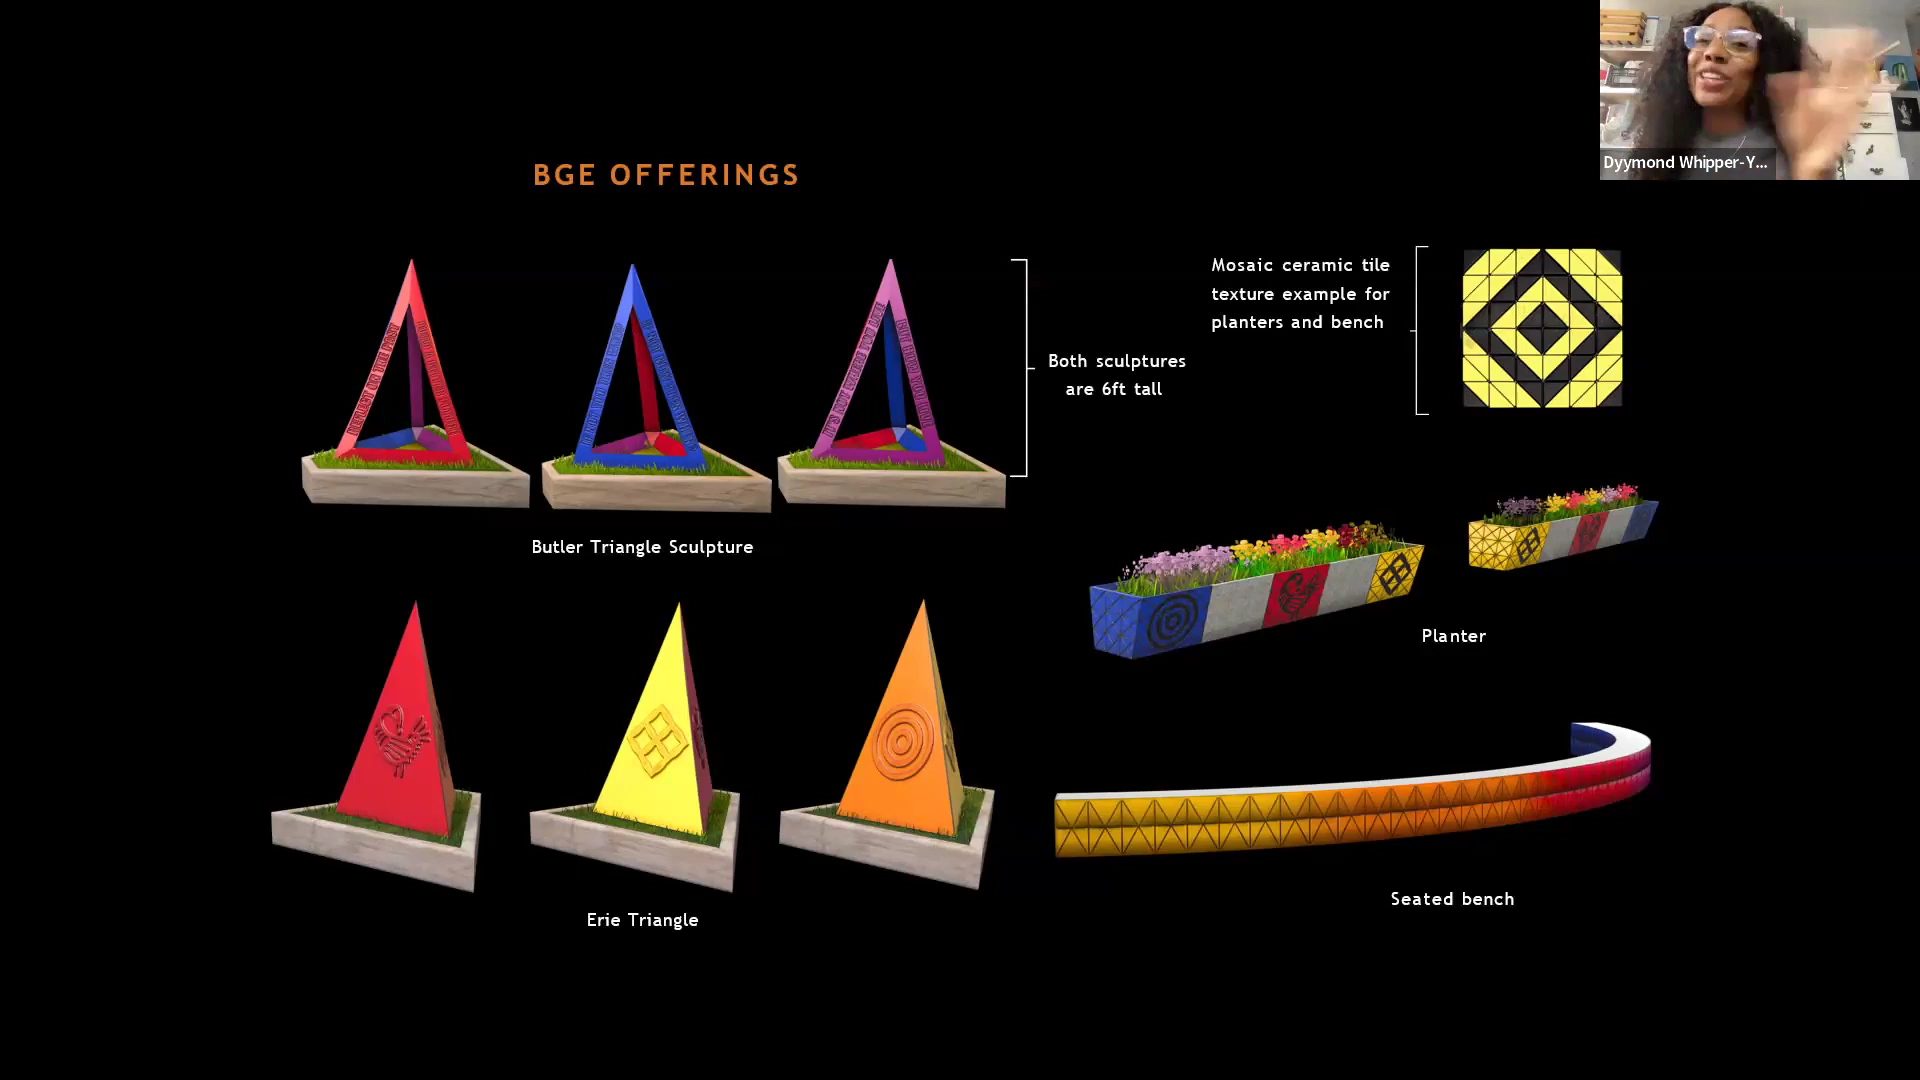 Dyymond Whipper-Y...
BGE OFFERINGS
Mosaic ceramic tile
texture example for
planters and bench
Both sculptures
are 6ft tall
Butler Triangle Sculpture
Planter
Seated bench
Erie Triangle